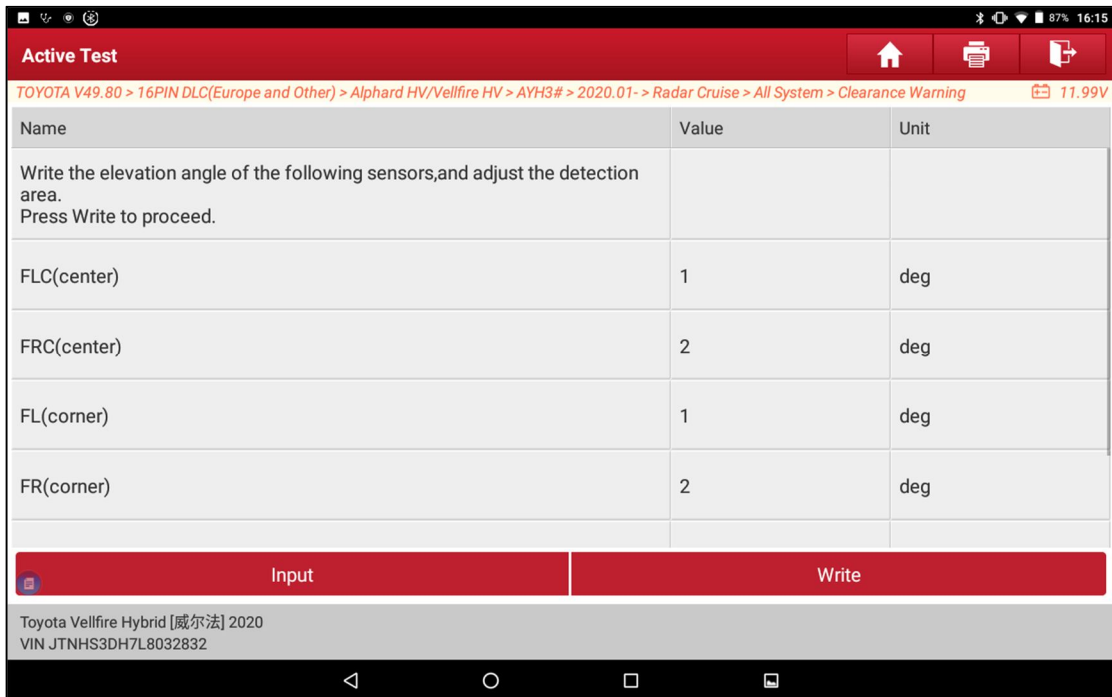 87% 16:15
Active Test
TOYOTA V49.80 > 16PIN DLC(Europe and Other) > Alphard HV/Vellfire HV > AYH3# > 2020.01- > Radar Cruise > All System > Clearance Warning 11.99V
Name Value Unit
Write the elevation angle of the following sensors,and adjust the detection
area.
Press Write to proceed.
FLC(center) 1 deg
FRC(center) 2 deg
FL(corner) 1 deg
FR(corner) 2 deg
Input Write
Toyota Vellfire Hybrid [威尔法] 2020
VIN JTNHS3DH7L8032832